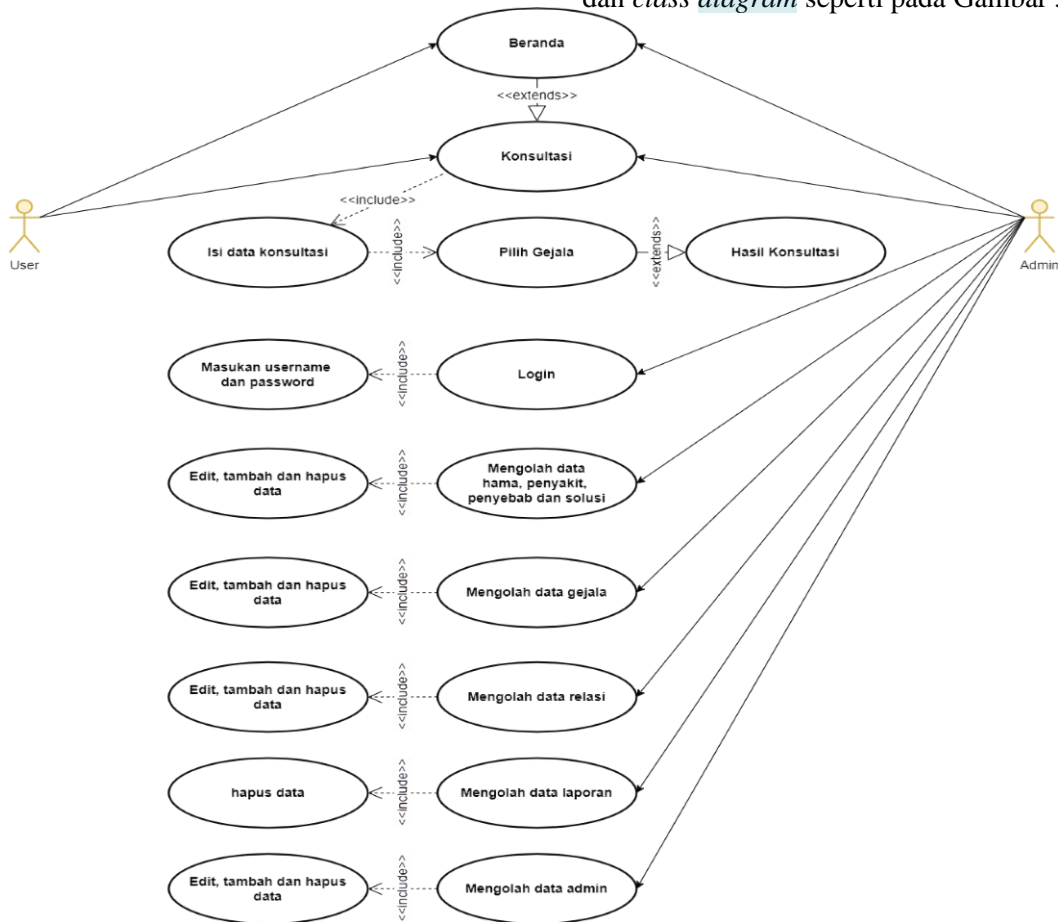 dan class diagram seperti pada Gambar
Beranda
<<extends>>
Konsultasi
<<include>>
User
Admin
Isi data konsultasi
<<include>>
Pilih Gejala
<<extends>>
Hasil Konsultasi
Masukan username
dan password
<<include>>
Login
Edit, tambah dan hapus
data
<<include>>
Mengolah data
hama, penyakit,
penyebab dan solusi
Edit, tambah dan hapus
data
<<include>>
Mengolah data gejala
Edit, tambah dan hapus
data
<<include>>
Mengolah data relasi
hapus data
<<include>>
Mengolah data laporan
Edit, tambah dan hapus
data
<<include>>
Mengolah data admin